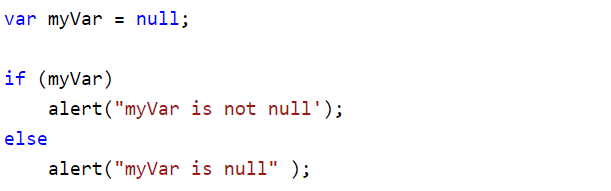 var myVar = null;
if (myVar)
alert("myVar is not null');
else
alert("myVar is null" );